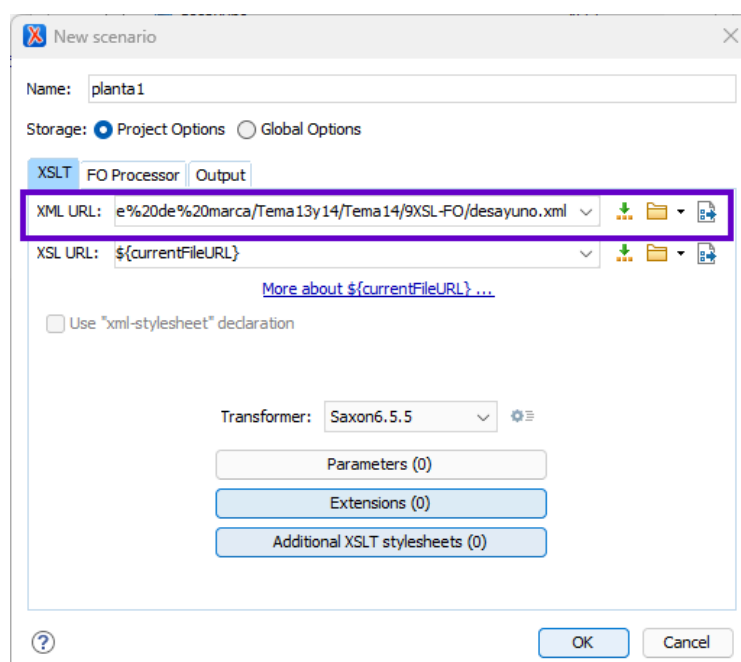 New scenario
Name: planta1
Storage: Project Options Global Options
XSLT FO Processor Output
XML URL: e%20de%20marca/Tema13y14/Tema14/9XSL-FO/desayuno.xml
XSL URL: ${currentFileURL}
More about ${currentFileURL} ...
Use "xml-stylesheet" declaration
Transformer: Saxon6.5.5
Parameters (0)
Extensions (0)
Additional XSLT stylesheets (0)
? OK Cancel